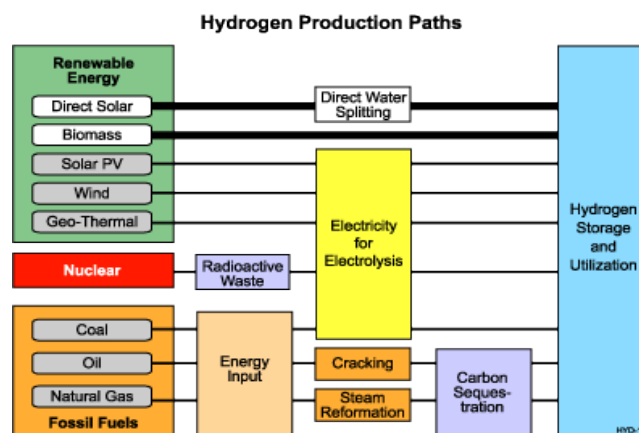 Hydrogen Production Paths
Renewable
Energy
Direct Solar
Direct Water
Splitting
Biomass
Solar PV
Wind
Geo-Thermal
Electricity
for
Electrolysis
Hydrogen
Storage
and
Utilization
Nuclear
Radioactive
Waste
Coal
Oil
Natural Gas
Fossil Fuels
Energy
Input
Cracking
Steam
Reformation
Carbon
Seques-
tration